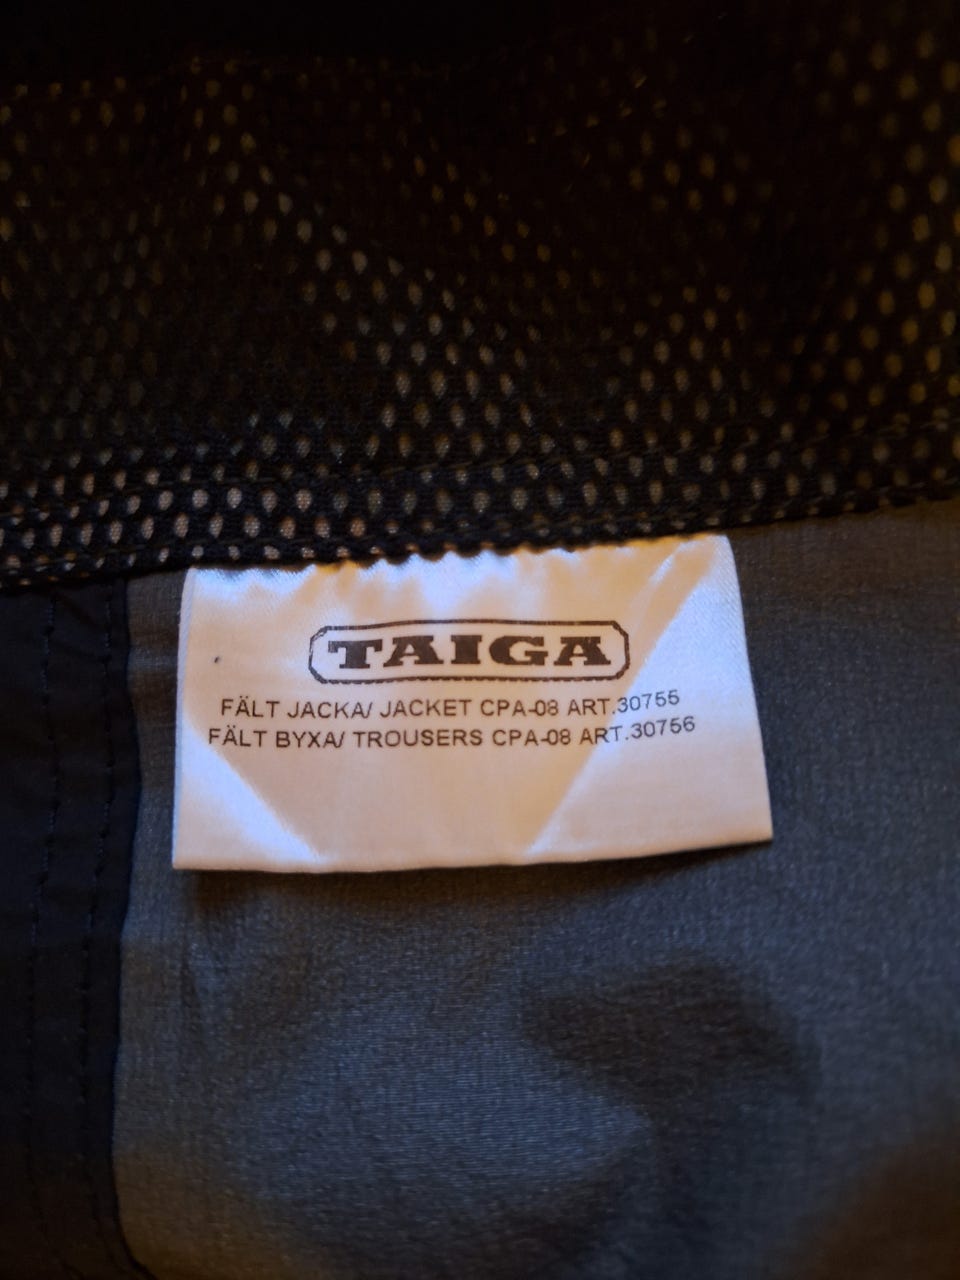 TAIGA
FÄLT JACKA/ JACKET CPA-08 ART.30755
FÄLT BYXA/ TROUSERS CPA-08 ART.30756